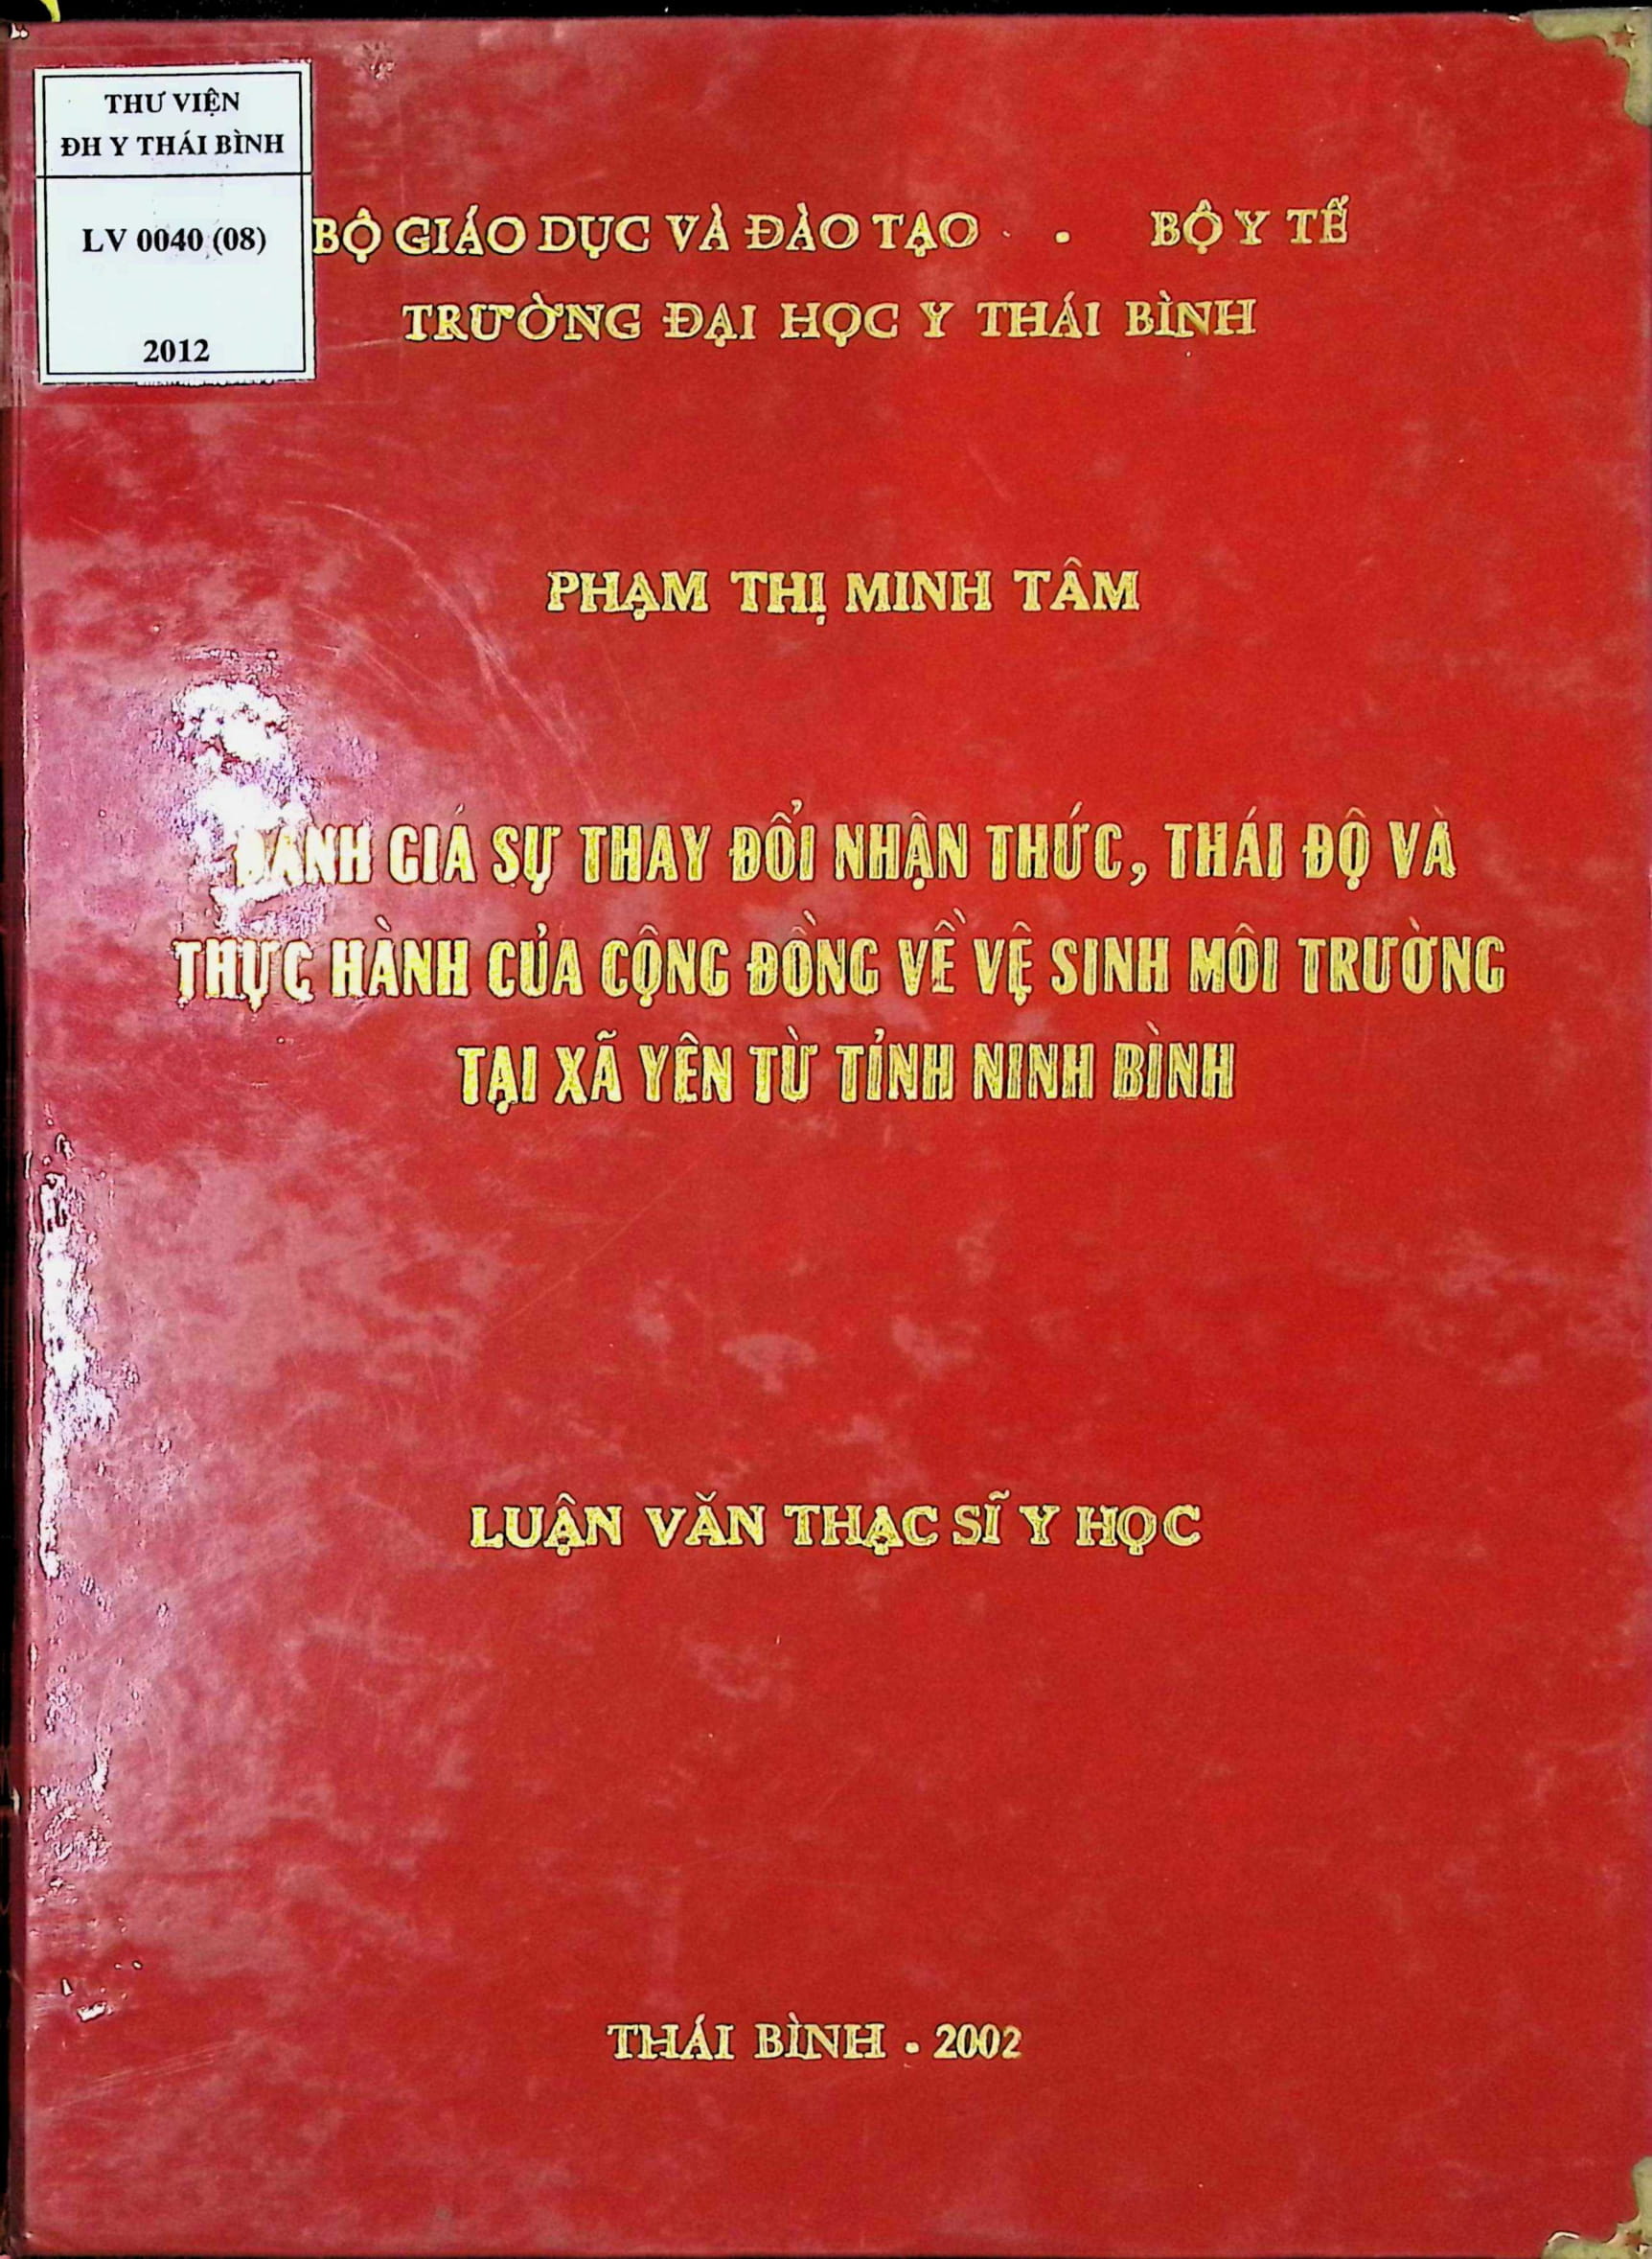 THƯ VIỆN
ĐH Y THÁI BÌNH
LV 0040 (08)
2012
BỘ GIÁO DỤC VÀ ĐÀO TẠO - BỘ Y TẾ
TRƯỜNG ĐẠI HỌC Y THÁI BÌNH
PHẠM THỊ MINH TÂM
ĐÁNH GIÁ SỰ THAY ĐỔI NHẬN THỨC, THÁI ĐỘ VÀ
THỰC HÀNH CỦA CỘNG ĐỒNG VỀ VỆ SINH MÔI TRƯỜNG
TẠI XÃ YÊN TỪ TỈNH NINH BÌNH
LUẬN VĂN THẠC SĨ Y HỌC
THÁI BÌNH - 2002